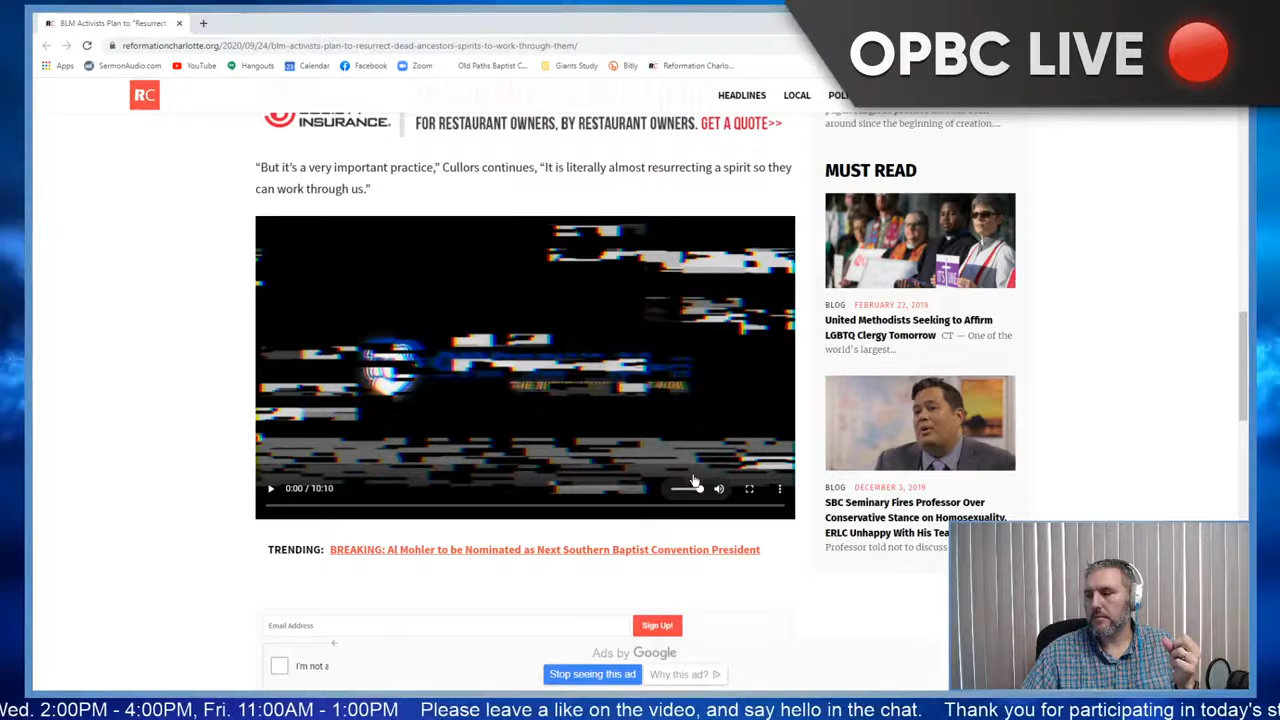 BLM Activists Plan to "Resurrect
OPBC LIVE
reformationcharlotte.org/2020/09/24/blm-activists-plan-to-resurrect-dead-ancestors-spirits-to-work-through-them/
Apps SermonAudio.com YouTube Hangouts Calendar Facebook Zoom Old Paths Baptist C... Giants Study Bitly Reformation Charlo...
RC
HEADLINES LOCAL
INSURANCE. FOR RESTAURANT OWNERS, BY RESTAURANT OWNERS. GET A QUOTE>>
around since the beginning of creation....
“But it’s a very important practice,” Cullors continues, “It is literally almost resurrecting a spirit so they
can work through us.”
MUST READ
BLOG FEBRUARY 22, 2019
United Methodists Seeking to Affirm
LGBTQ Clergy Tomorrow CT — One of the
world's largest...
0:00 / 10:10
BLOG DECEMBER 3, 2019
SBC Seminary Fires Professor Over
Conservative Stance on Homosexuality,
ERLC Unhappy With His
Professor told not to discuss
TRENDING: BREAKING: Al Mohler to be Nominated as Next Southern Baptist Convention President
Email Address
Sign Up!
I'm not a
Ads by Google
Stop seeing this ad
Why this ad?
Wed. 2:00PM - 4:00PM, Fri. 11:00AM - 1:00PM Please leave a like on the video, and say hello in the chat. Thank you for participating in today's